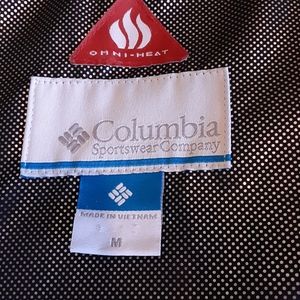 OMNI-HEAT
Columbia
Sportswear Company
MADE IN VIETNAM
M